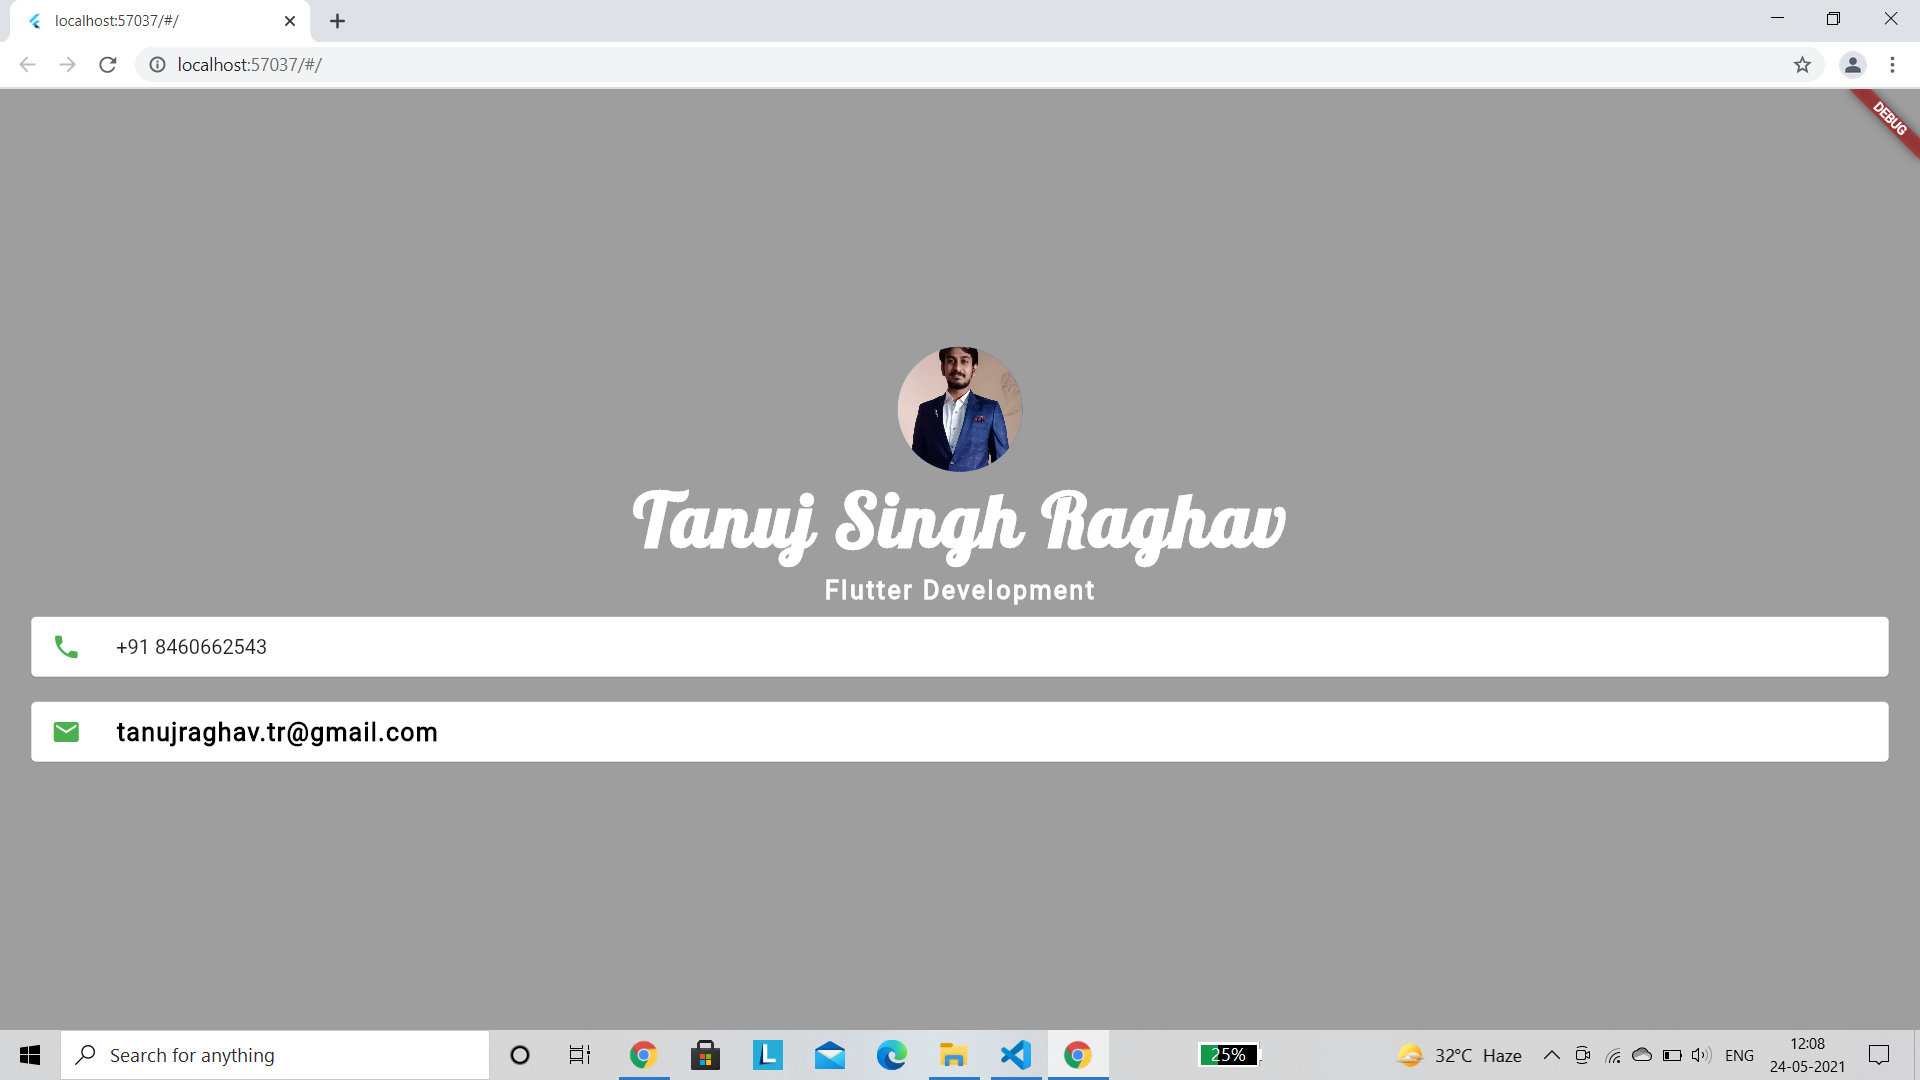 localhost:57037/#/
localhost:57037/#/
DEBUG
Tanuj Singh Raghav
Flutter Development
+91 8460662543
tanujraghav.tr@gmail.com
Search for anything
L
25%
32°C Haze
ENG
12:08
24-05-2021